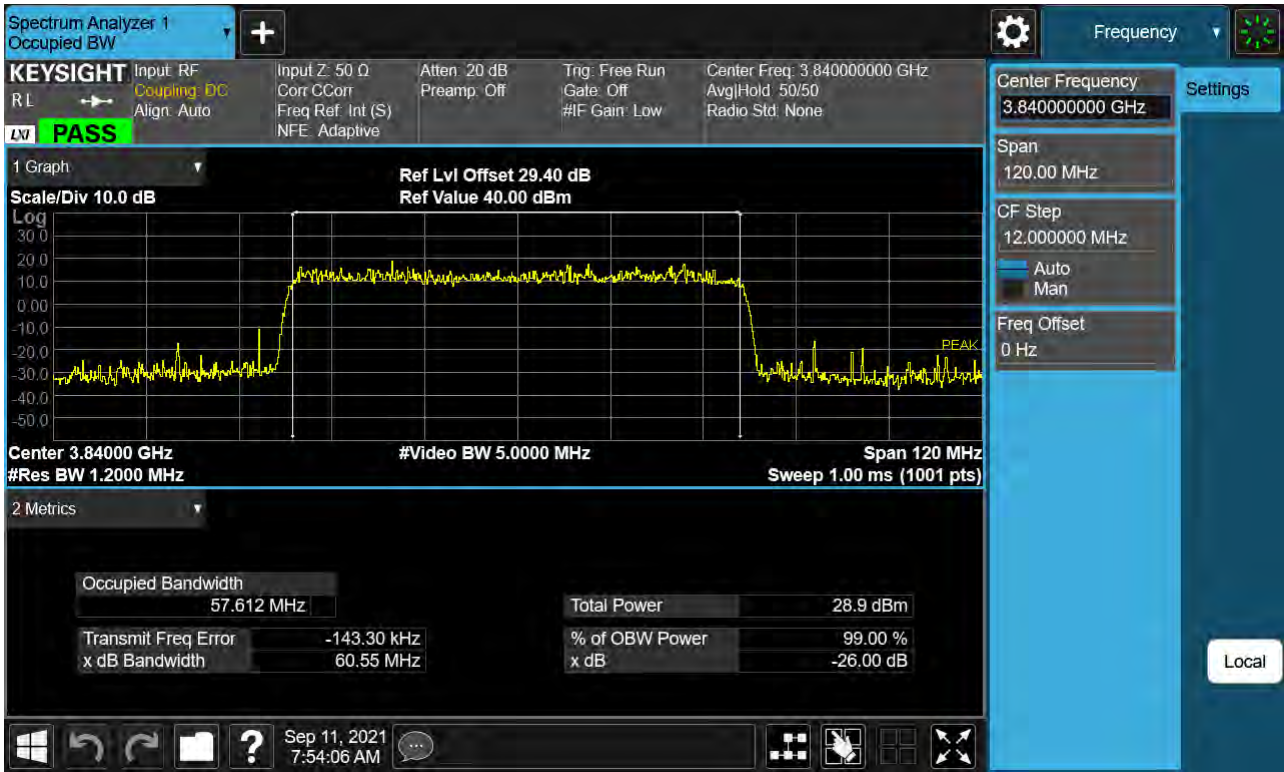 Spectrum Analyzer 1
Occupied BW
+
Frequency
KEYSIGHT
Input: RF
Input Z: 50 Ω
Atten: 20 dB
Trig: Free Run
Center Freq: 3.840000000 GHz
RL
Coupling: DC
Corr CCorr
Preamp: Off
Gate: Off
Avg|Hold: 50/50
Align: Auto
Freq Ref: Int (S)
#IF Gain: Low
Radio Std: None
NFE: Adaptive
LXI
PASS
Center Frequency
3.840000000 GHz
Settings
Span
120.00 MHz
CF Step
12.000000 MHz
Auto
Man
Freq Offset
0 Hz
Local
1 Graph
Ref Lvl Offset 29.40 dB
Scale/Div 10.0 dB
Ref Value 40.00 dBm
Log
30.0
20.0
10.0
0.00
-10.0
-20.0
-30.0
-40.0
-50.0
PEAK
Center 3.84000 GHz
#Video BW 5.0000 MHz
Span 120 MHz
#Res BW 1.2000 MHz
Sweep 1.00 ms (1001 pts)
2 Metrics
Occupied Bandwidth
57.612 MHz
Total Power
28.9 dBm
Transmit Freq Error
-143.30 kHz
% of OBW Power
99.00 %
x dB Bandwidth
60.55 MHz
x dB
-26.00 dB
?
Sep 11, 2021
7:54:06 AM